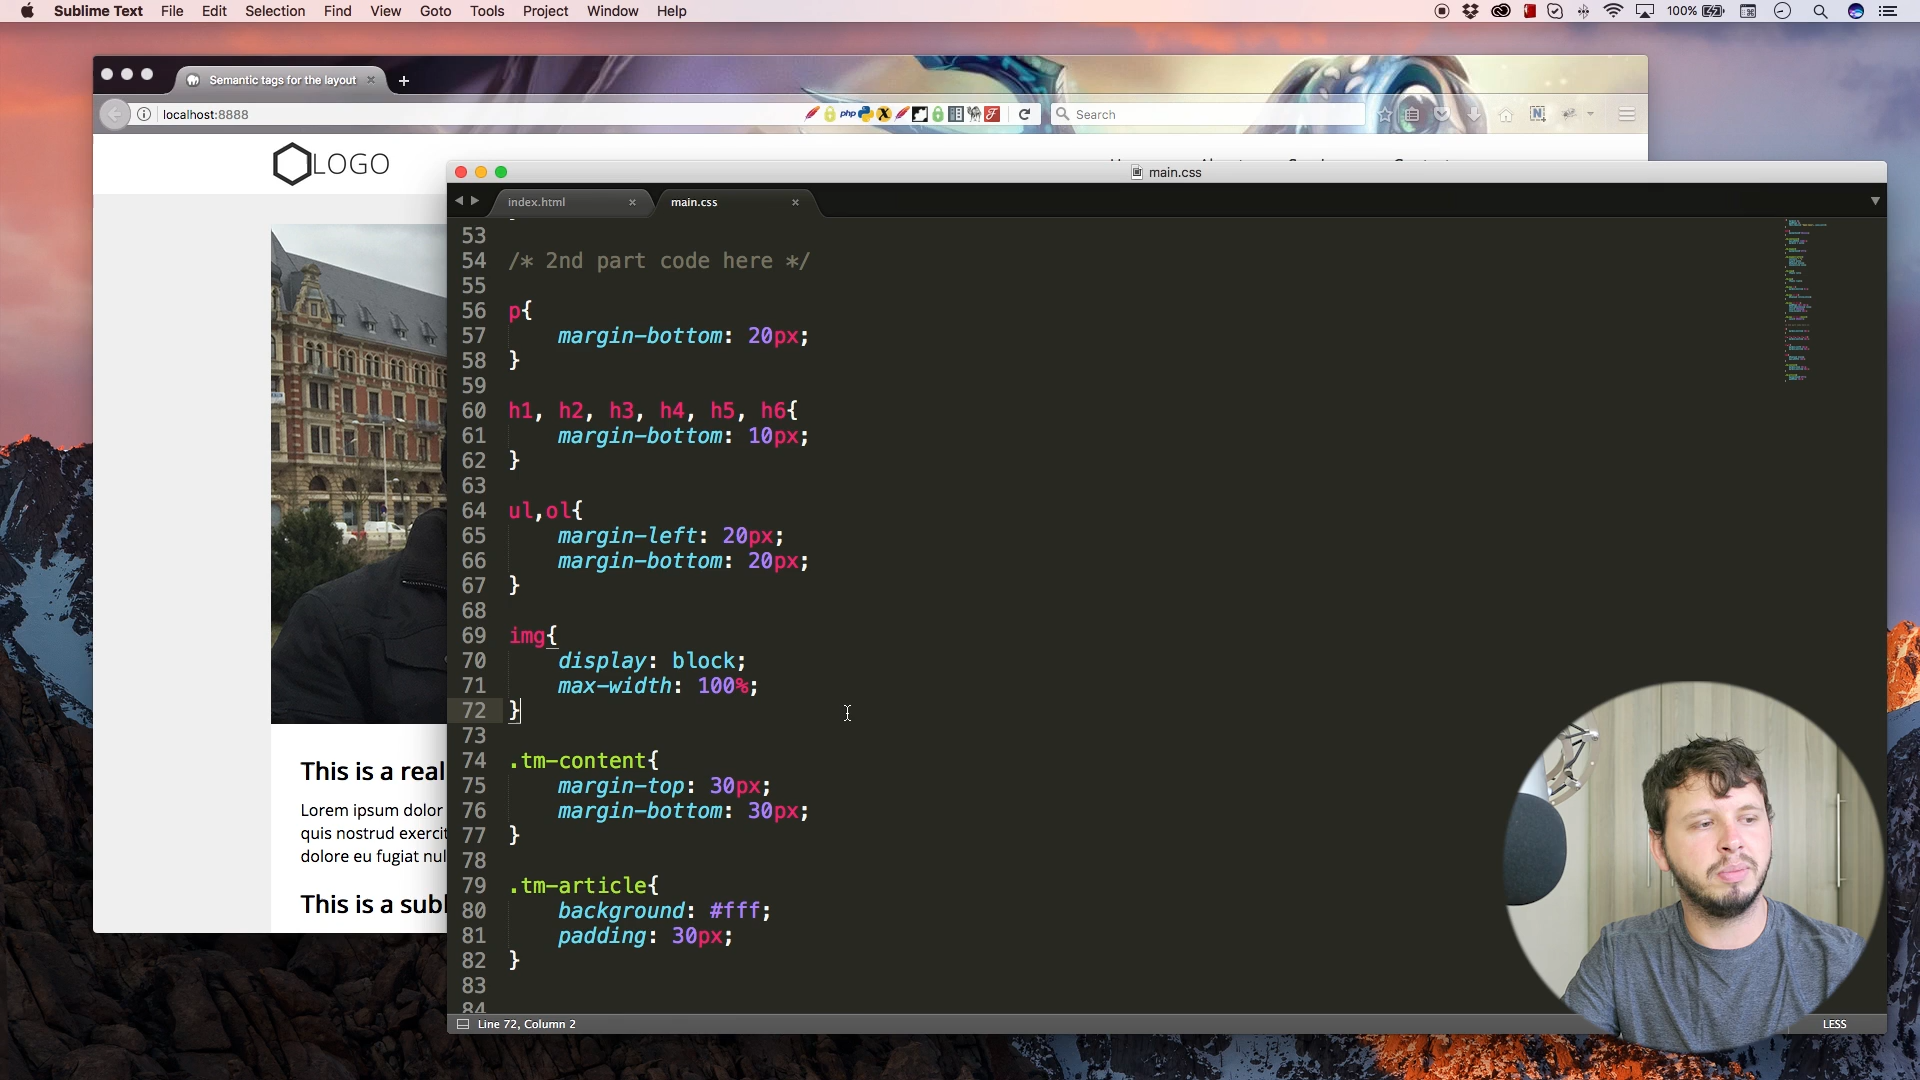 Sublime Text File Edit Selection Find View Goto Tools Project Window Help 100%
Semantic tags for the layout
localhost:8888 php Search
LOGO
main.css
index.html main.css
53
54 /* 2nd part code here */
55
56 p{
57 margin-bottom: 20px;
58 }
59
60 h1, h2, h3, h4, h5, h6{
61 margin-bottom: 10px;
62 }
63
64 ul,ol{
65 margin-left: 20px;
66 margin-bottom: 20px;
67 }
68
69 img{
70 display: block;
71 max-width: 100%;
72 }
73
74 .tm-content{
75 margin-top: 30px;
76 margin-bottom: 30px;
77 }
78
79 .tm-article{
80 background: #fff;
81 padding: 30px;
82 }
83
84
This is a real
Lorem ipsum dolor
quis nostrud exercit
dolore eu fugiat nul
This is a subl
Line 72, Column 2 LESS